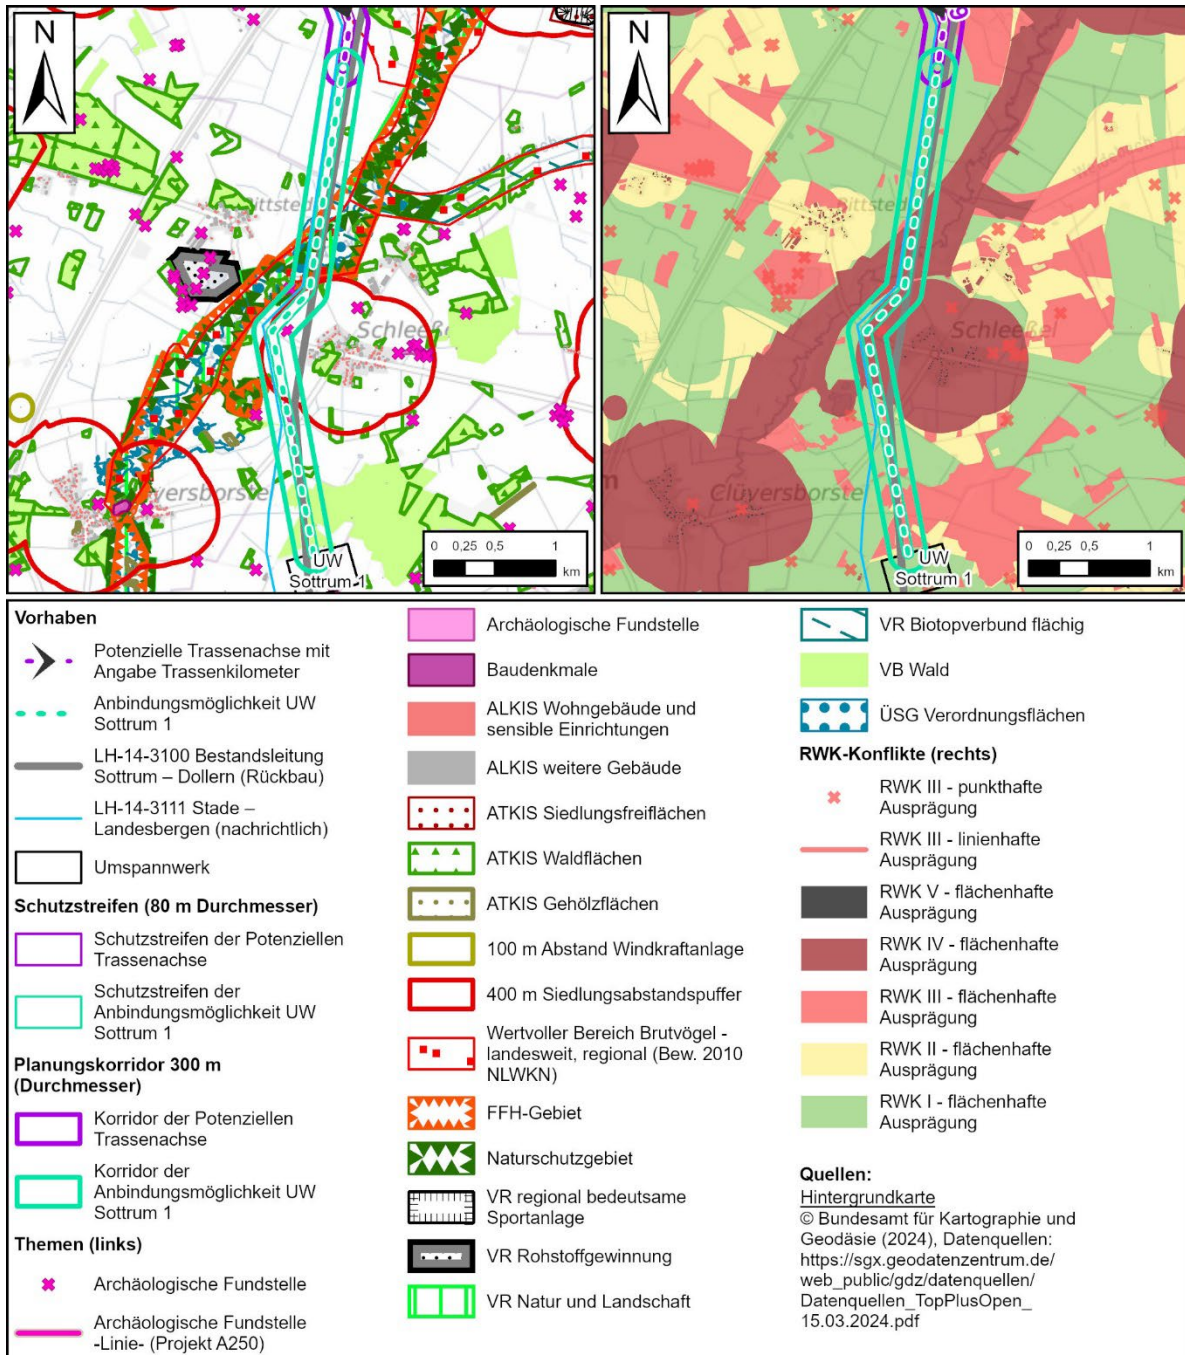 N
ittsted
Schleeßel
Clüyersborste
UW
Sottrum 1
0 0,25 0,5 1
km
N
ittsted
Schleeßel
Clüyersborste
UW
Sottrum 1
0 0,25 0,5 1
km
Vorhaben
Potenzielle Trassenachse mit
Angabe Trassenkilometer
Anbindungsmöglichkeit UW
Sottrum 1
LH-14-3100 Bestandsleitung
Sottrum – Dollern (Rückbau)
LH-14-3111 Stade –
Landesbergen (nachrichtlich)
Umspannwerk
Schutzstreifen (80 m Durchmesser)
Schutzstreifen der Potenziellen
Trassenachse
Schutzstreifen der
Anbindungsmöglichkeit UW
Sottrum 1
Planungskorridor 300 m
(Durchmesser)
Korridor der Potenziellen
Trassenachse
Korridor der
Anbindungsmöglichkeit UW
Sottrum 1
Themen (links)
Archäologische Fundstelle
Archäologische Fundstelle
-Linie- (Projekt A250)
Archäologische Fundstelle
Baudenkmale
ALKIS Wohngebäude und
sensible Einrichtungen
ALKIS weitere Gebäude
ATKIS Siedlungsfreiflächen
ATKIS Waldflächen
ATKIS Gehölzflächen
100 m Abstand Windkraftanlage
400 m Siedlungsabstandspuffer
Wertvoller Bereich Brutvögel -
landesweit, regional (Bew. 2010
NLWKN)
FFH-Gebiet
Naturschutzgebiet
VR regional bedeutsame
Sportanlage
VR Rohstoffgewinnung
VR Natur und Landschaft
VR Biotopverbund flächig
VB Wald
ÜSG Verordnungsflächen
RWK-Konflikte (rechts)
RWK III - punkthafte
Ausprägung
RWK III - linienhafte
Ausprägung
RWK V - flächenhafte
Ausprägung
RWK IV - flächenhafte
Ausprägung
RWK III - flächenhafte
Ausprägung
RWK II - flächenhafte
Ausprägung
RWK I - flächenhafte
Ausprägung
Quellen:
Hintergrundkarte
© Bundesamt für Kartographie und
Geodäsie (2024), Datenquellen:
https://sgx.geodatenzentrum.de/
web_public/gdz/datenquellen/
Datenquellen_TopPlusOpen_
15.03.2024.pdf